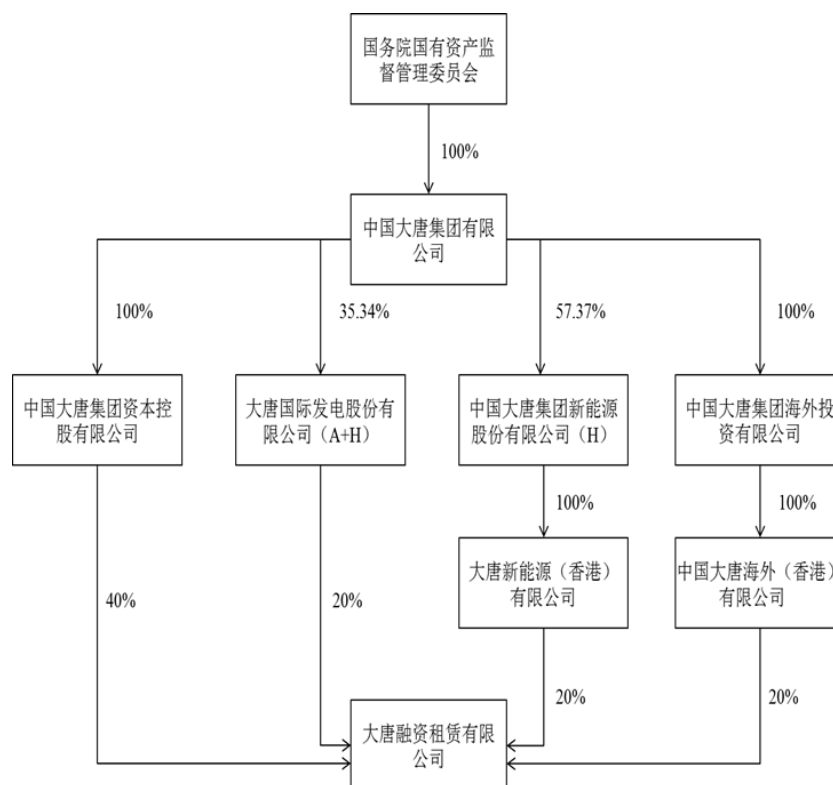 国务院国有资产监
督管理委员会
100%
中国大唐集团有限
公司
100%
35.34%
57.37%
100%
中国大唐集团资本控
股有限公司
大唐国际发电股份有
限公司（A+H）
中国大唐集团新能源
股份有限公司（H）
中国大唐集团海外投
资有限公司
100%
100%
大唐新能源（香港）
有限公司
中国大唐海外（香港）
有限公司
40%
20%
20%
20%
大唐融资租赁有限
公司